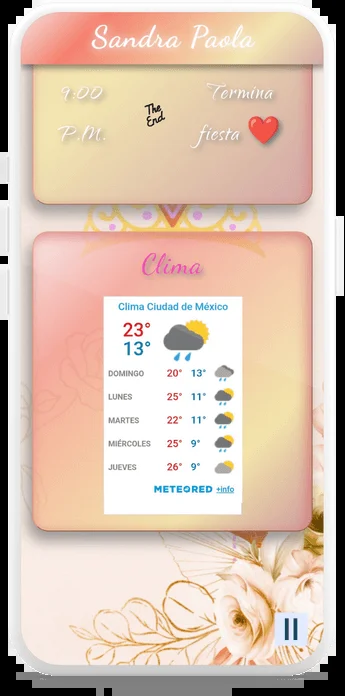 Sandra Paola
9:00 The Termina
End
P.M. fiesta ❤️
Clima
Clima Ciudad de México
23°
13°
DOMINGO 20° 13°
LUNES 25° 11°
MARTES 22° 11°
MIÉRCOLES 25° 9°
JUEVES 26° 9°
METEORED +info